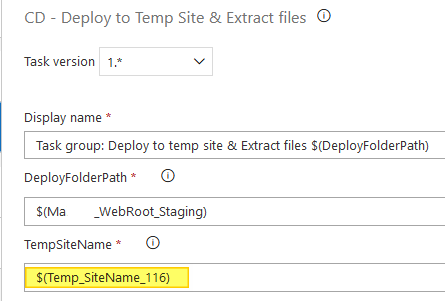 CD - Deploy to Temp Site & Extract files
Task version 1.*
Display name *
Task group: Deploy to temp site & Extract files $(DeployFolderPath)
DeployFolderPath *
$(Ma _WebRoot_Staging)
TempSiteName *
$(Temp_SiteName_116)